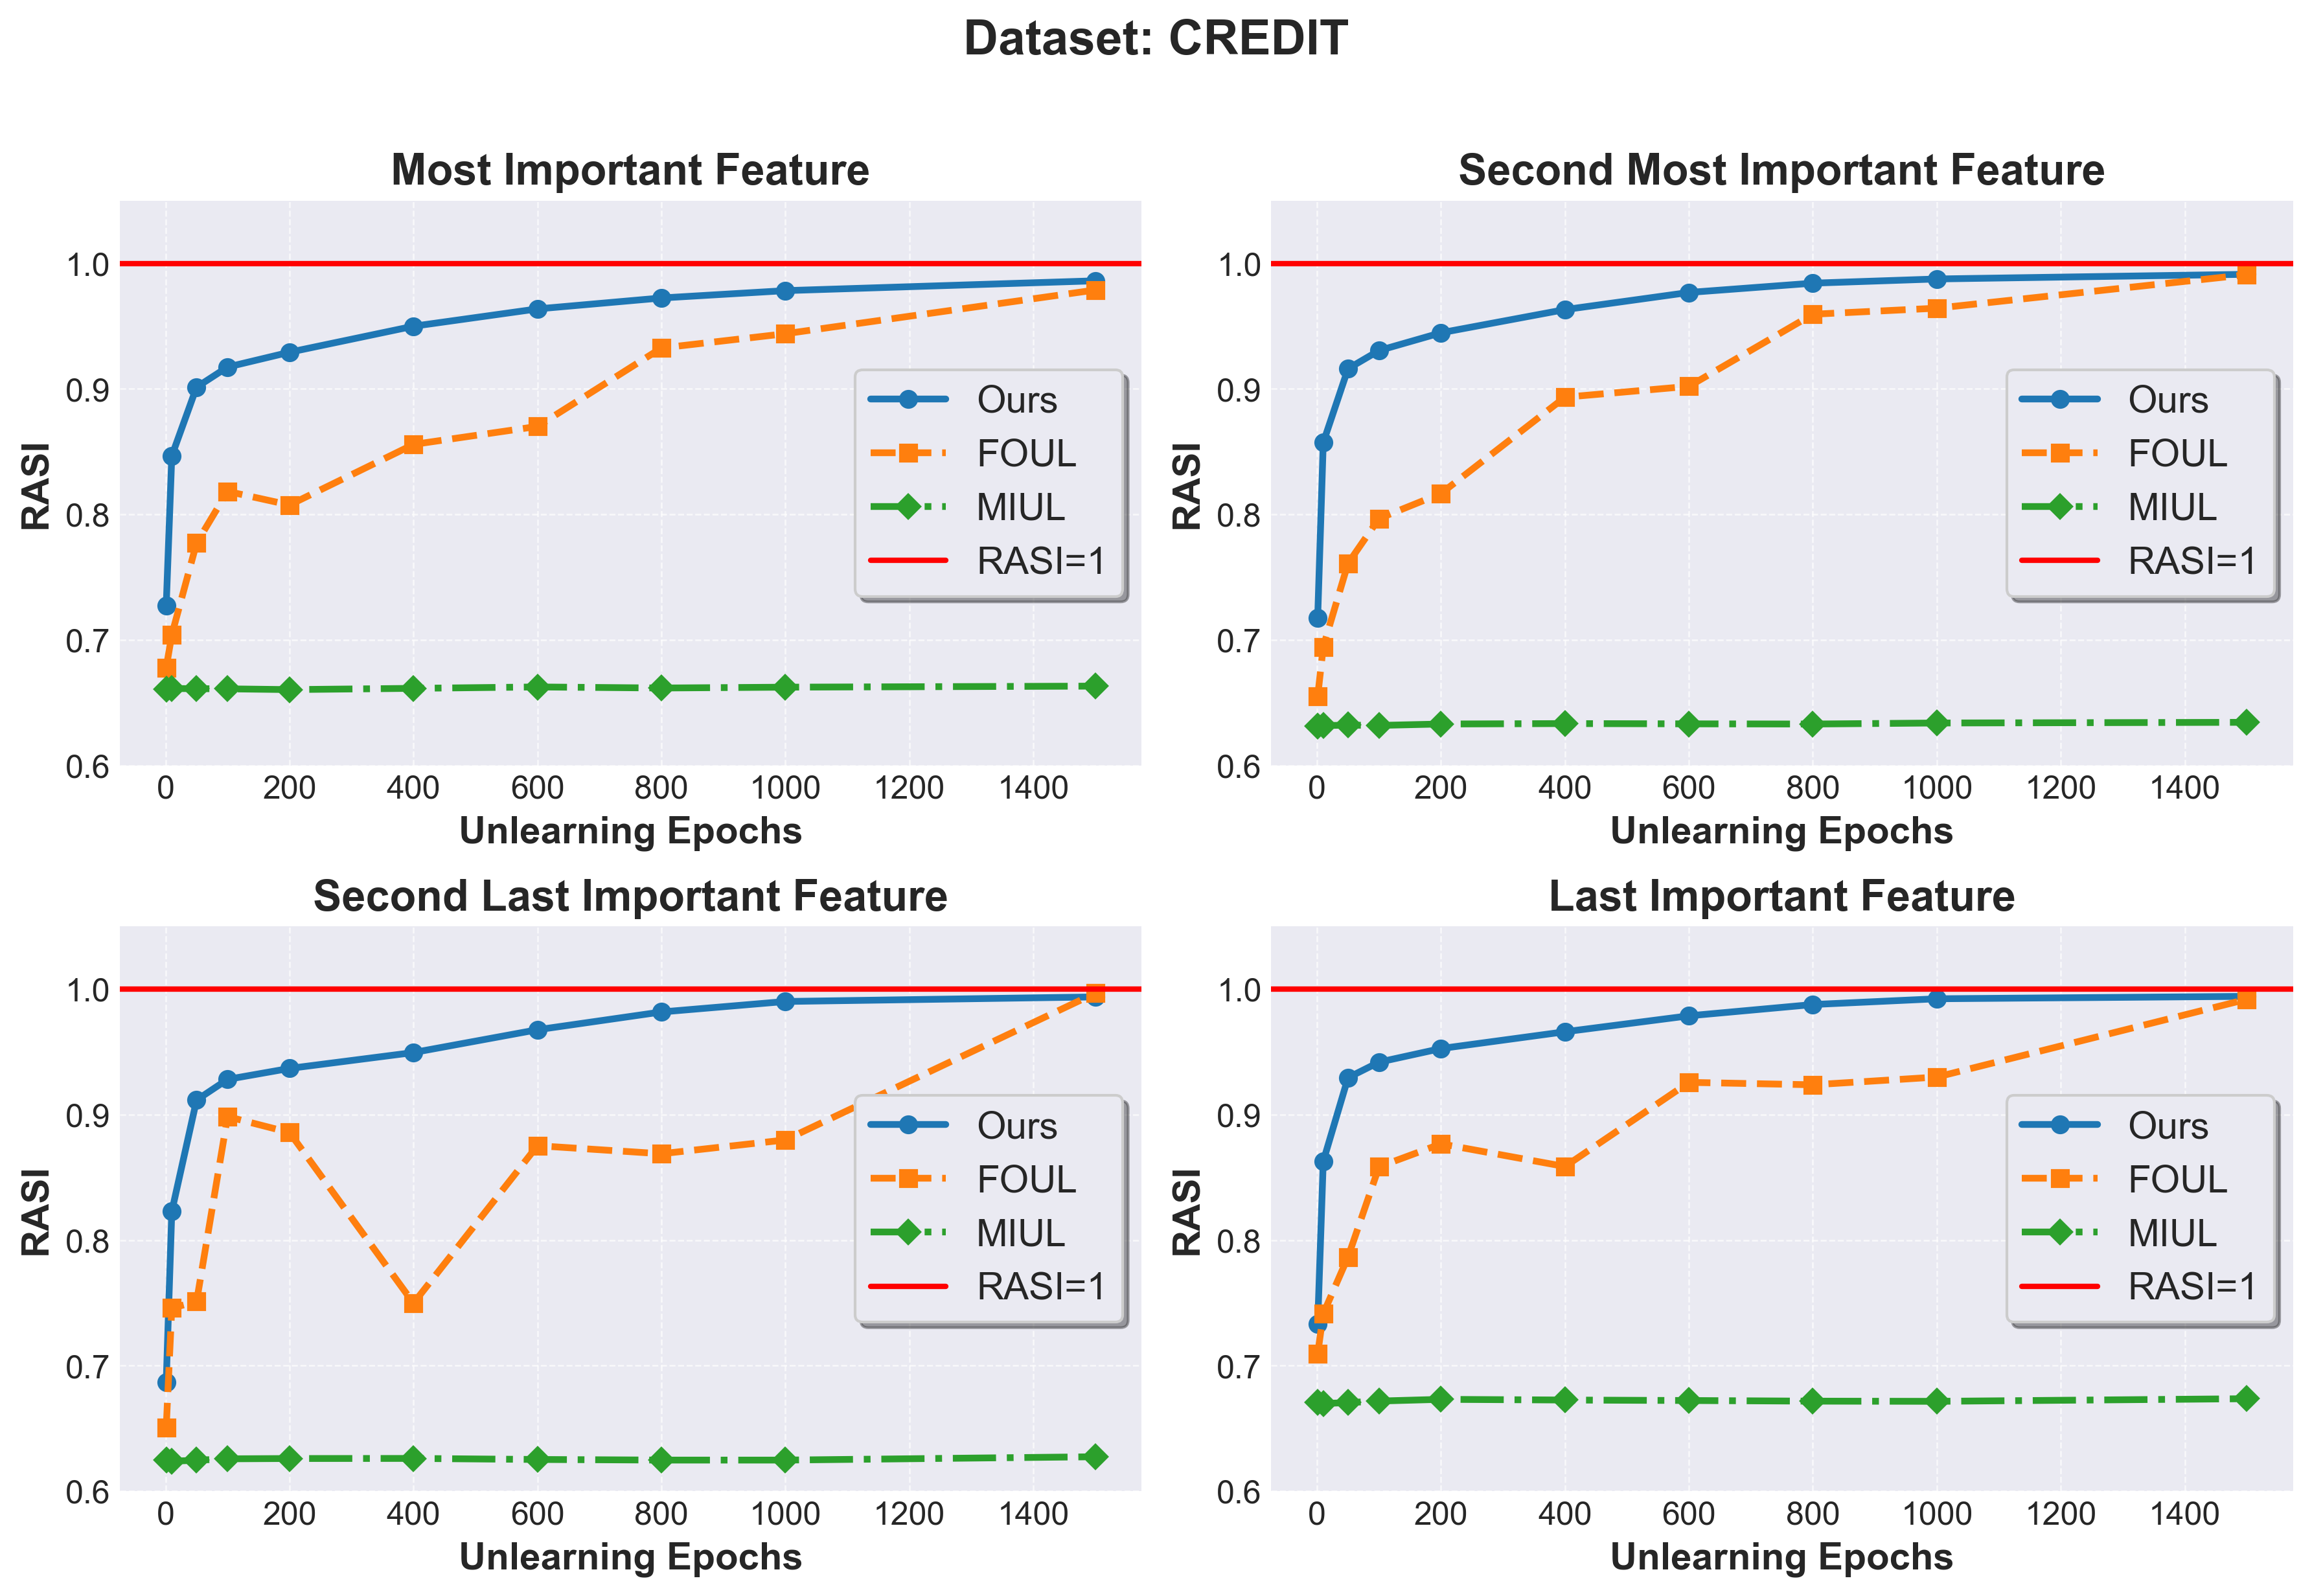 Dataset: CREDIT
Most Important Feature
RASI
1.0
0.9
0.8
0.7
0.6
0 200 400 600 800 1000 1200 1400
Unlearning Epochs
Ours
FOUL
MIUL
RASI=1
Second Most Important Feature
RASI
1.0
0.9
0.8
0.7
0.6
0 200 400 600 800 1000 1200 1400
Unlearning Epochs
Ours
FOUL
MIUL
RASI=1
Second Last Important Feature
RASI
1.0
0.9
0.8
0.7
0.6
0 200 400 600 800 1000 1200 1400
Unlearning Epochs
Ours
FOUL
MIUL
RASI=1
Last Important Feature
RASI
1.0
0.9
0.8
0.7
0.6
0 200 400 600 800 1000 1200 1400
Unlearning Epochs
Ours
FOUL
MIUL
RASI=1